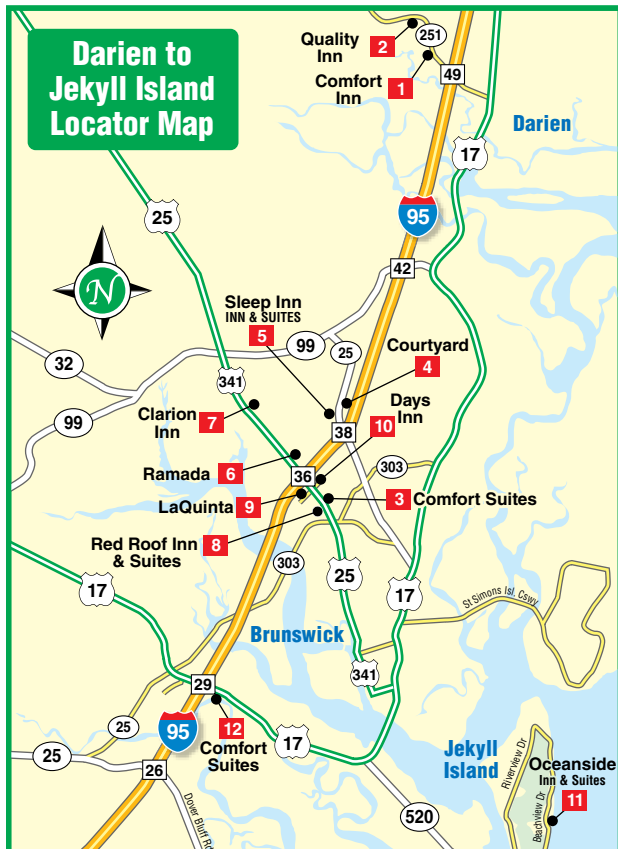 Darien to
Jekyll Island
Locator Map
Quality
Inn
2
251
Comfort
Inn
1
49
Darien
17
25
95
N
42
Sleep Inn
INN & SUITES
5
99
25
Courtyard
4
32
341
Days
Inn
10
99
Clarion
Inn
7
38
Ramada
6
36
303
LaQuinta
9
3
Comfort Suites
Red Roof Inn
& Suites
8
303
25
17
17
St Simons Isl. Cswy
Brunswick
341
29
25
95
12
Comfort
Suites
17
Jekyll
Island
Riverview Dr
Oceanside
Inn & Suites
11
Beachview Dr
25
26
Dover Bluff Rd
520